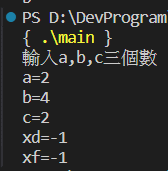 PS D:\DevProgram
{ .\main }
輸入a,b,c三個數
a=2
b=4
c=2
xd=-1
xf=-1